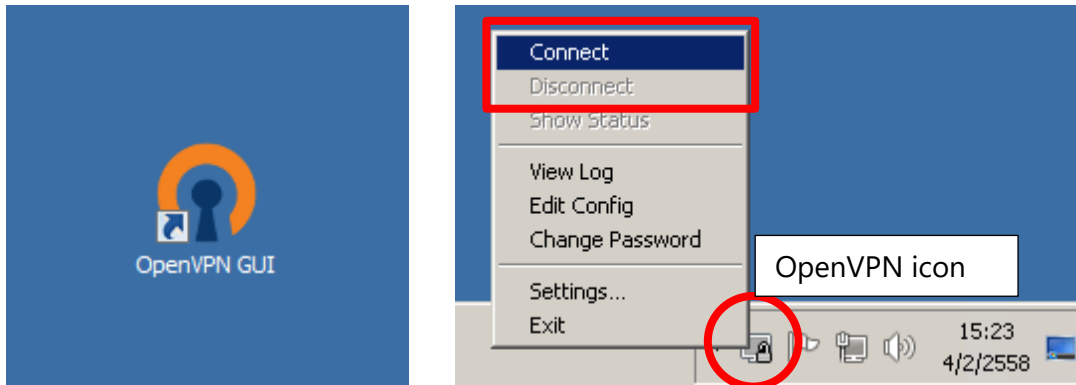 OpenVPN GUI
Connect
Disconnect
Show Status
View Log
Edit Config
Change Password
Settings...
Exit
OpenVPN icon
15:23
4/2/2558